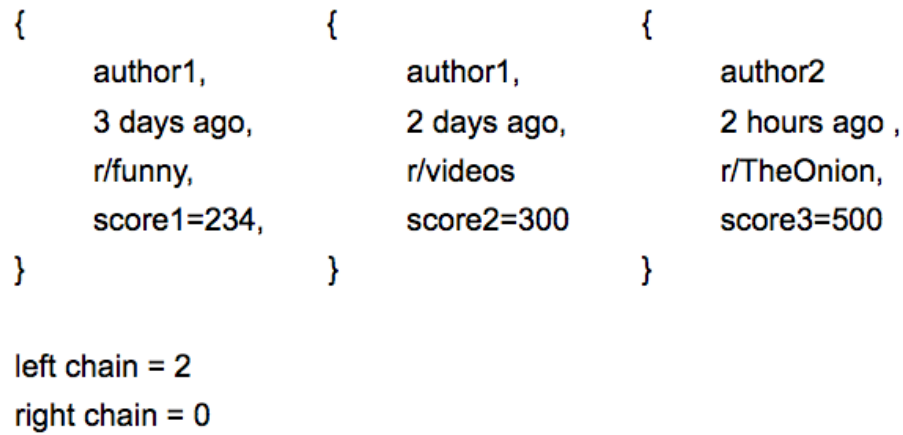 { { {
author1, author1, author2
3 days ago, 2 days ago, 2 hours ago ,
r/funny, r/videos r/TheOnion,
score1=234, score2=300 score3=500
} } }
left chain = 2
right chain = 0